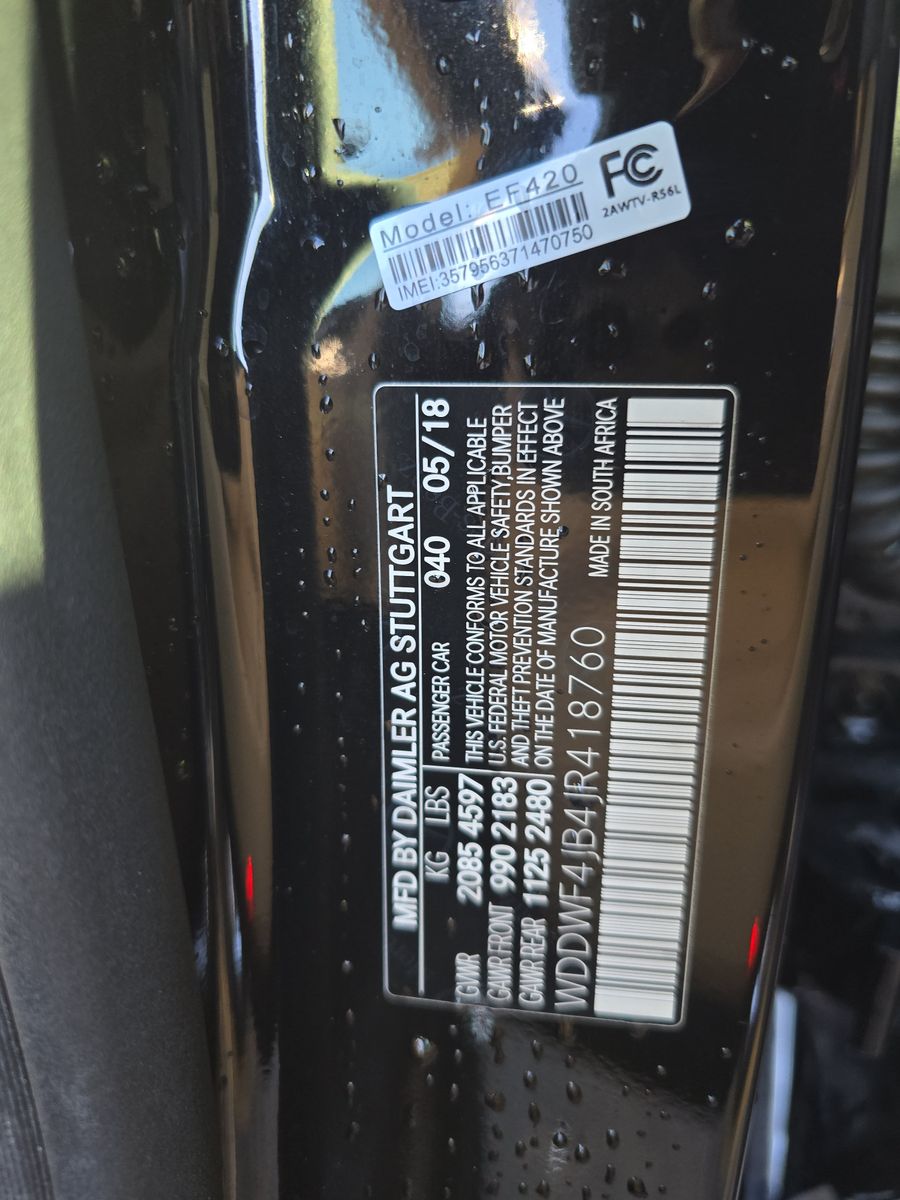 Model: EF420
IMEI:357956371470750
FCC
2AWTV-R56L
MFD BY DAIMLER AG STUTTGART
KG LBS PASSENGER CAR 040 05/18
GVWR 2085 4597
GAWR FRONT 990 2183
GAWR REAR 1125 2480
THIS VEHICLE CONFORMS TO ALL APPLICABLE
U.S. FEDERAL MOTOR VEHICLE SAFETY,BUMPER
AND THEFT PREVENTION STANDARDS IN EFFECT
ON THE DATE OF MANUFACTURE SHOWN ABOVE
WDDWF4JB4JR418760 MADE IN SOUTH AFRICA